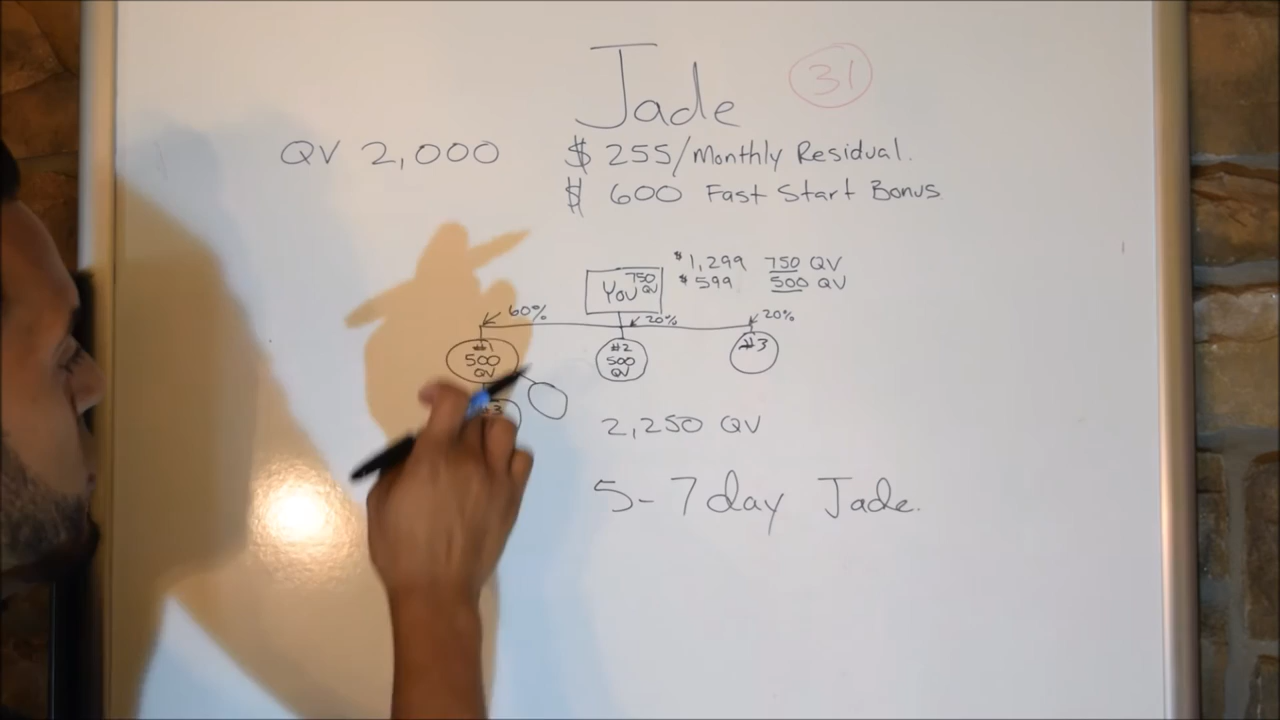 Jade 31
QV 2,000
$ 255/Monthly Residual.
$ 600 Fast Start Bonus
$1,299 750 QV
$599 500 QV
750
QV
YOU
60%
20%
20%
#1
500
QV
#2
500
QV
#3
#3
2,250 QV
5-7 day Jade.